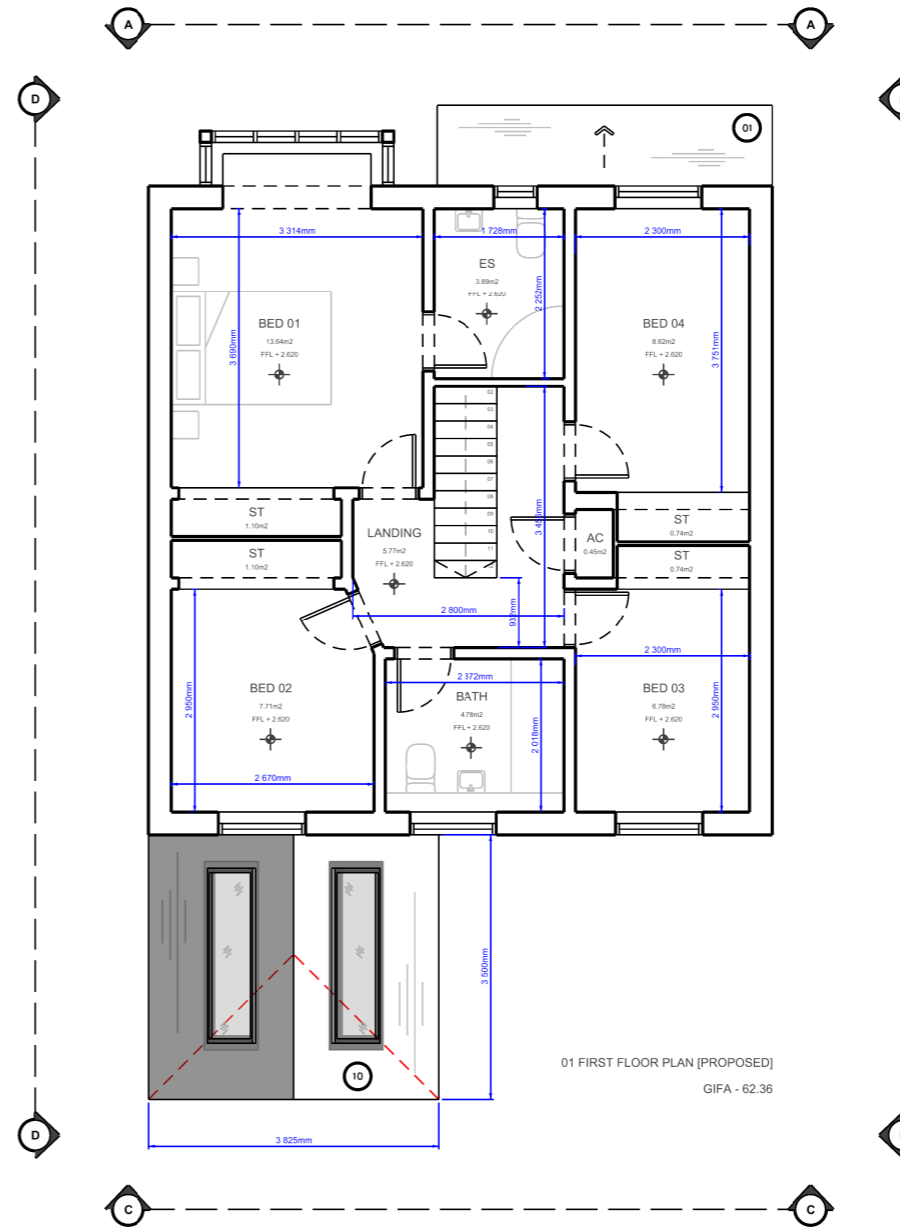 A
A
D
01
3 314mm
1 728mm
2 300mm
ES
3.89m2
FFL + 2.620
2 252mm
BED 01
13.64m2
FFL + 2.620
3 690mm
BED 04
8.62m2
FFL + 2.620
3 751mm
02
03
04
05
06
07
08
09
10
11
ST
1.10m2
ST
1.10m2
LANDING
5.77m2
FFL + 2.620
AC
0.45m2
ST
0.74m2
ST
0.74m2
2 800mm
932mm
2 300mm
2 372mm
BED 02
7.71m2
FFL + 2.620
2 950mm
2 670mm
BATH
4.78m2
FFL + 2.620
2 018mm
BED 03
6.78m2
FFL + 2.620
2 950mm
3 500mm
10
01 FIRST FLOOR PLAN [PROPOSED]
GIFA - 62.36
3 825mm
D
C
C